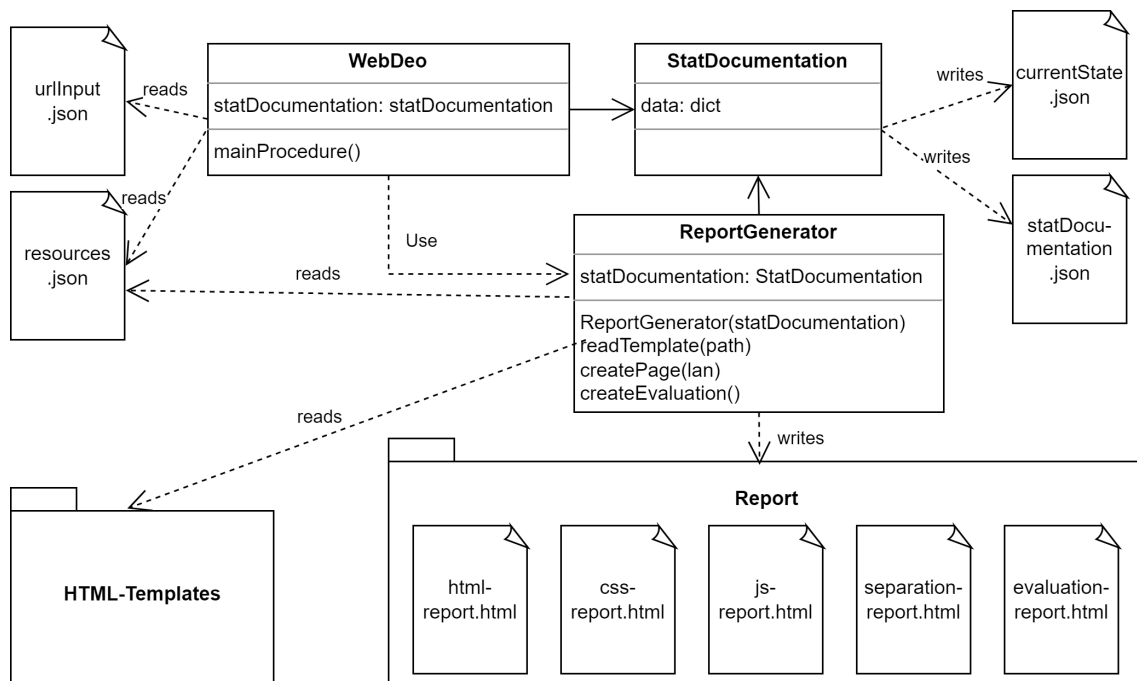 urlInput
.json
reads
WebDeo
statDocumentation: statDocumentation
mainProcedure()
StatDocumentation
data: dict
writes
currentState
.json
writes
reads
resources
.json
Use
reads
ReportGenerator
statDocumentation: StatDocumentation
ReportGenerator(statDocumentation)
readTemplate(path)
createPage(lan)
createEvaluation()
statDocu-
mentation
.json
reads
writes
HTML-Templates
Report
html-
report.html
css-
report.html
js-
report.html
separation-
report.html
evaluation-
report.html